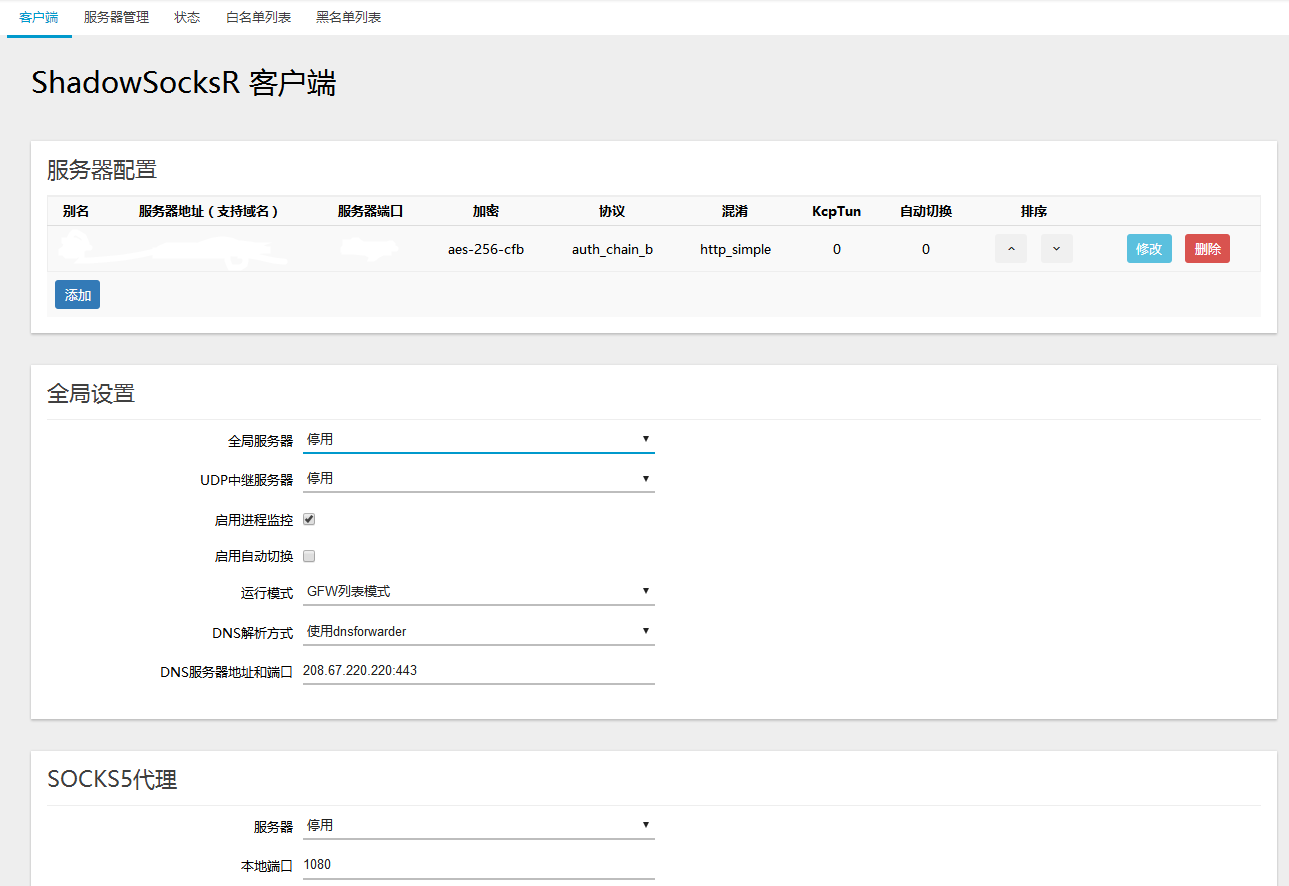 客户端 服务器管理 状态 白名单列表 黑名单列表
ShadowSocksR 客户端
服务器配置
别名 服务器地址（支持域名） 服务器端口 加密 协议 混淆 KcpTun 自动切换 排序
aes-256-cfb auth_chain_b http_simple 0 0 修改 删除
添加
全局设置
全局服务器 停用
UDP中继服务器 停用
启用进程监控
启用自动切换
运行模式 GFW列表模式
DNS解析方式 使用dnsforwarder
DNS服务器地址和端口 208.67.220.220:443
SOCKS5代理
服务器 停用
本地端口 1080